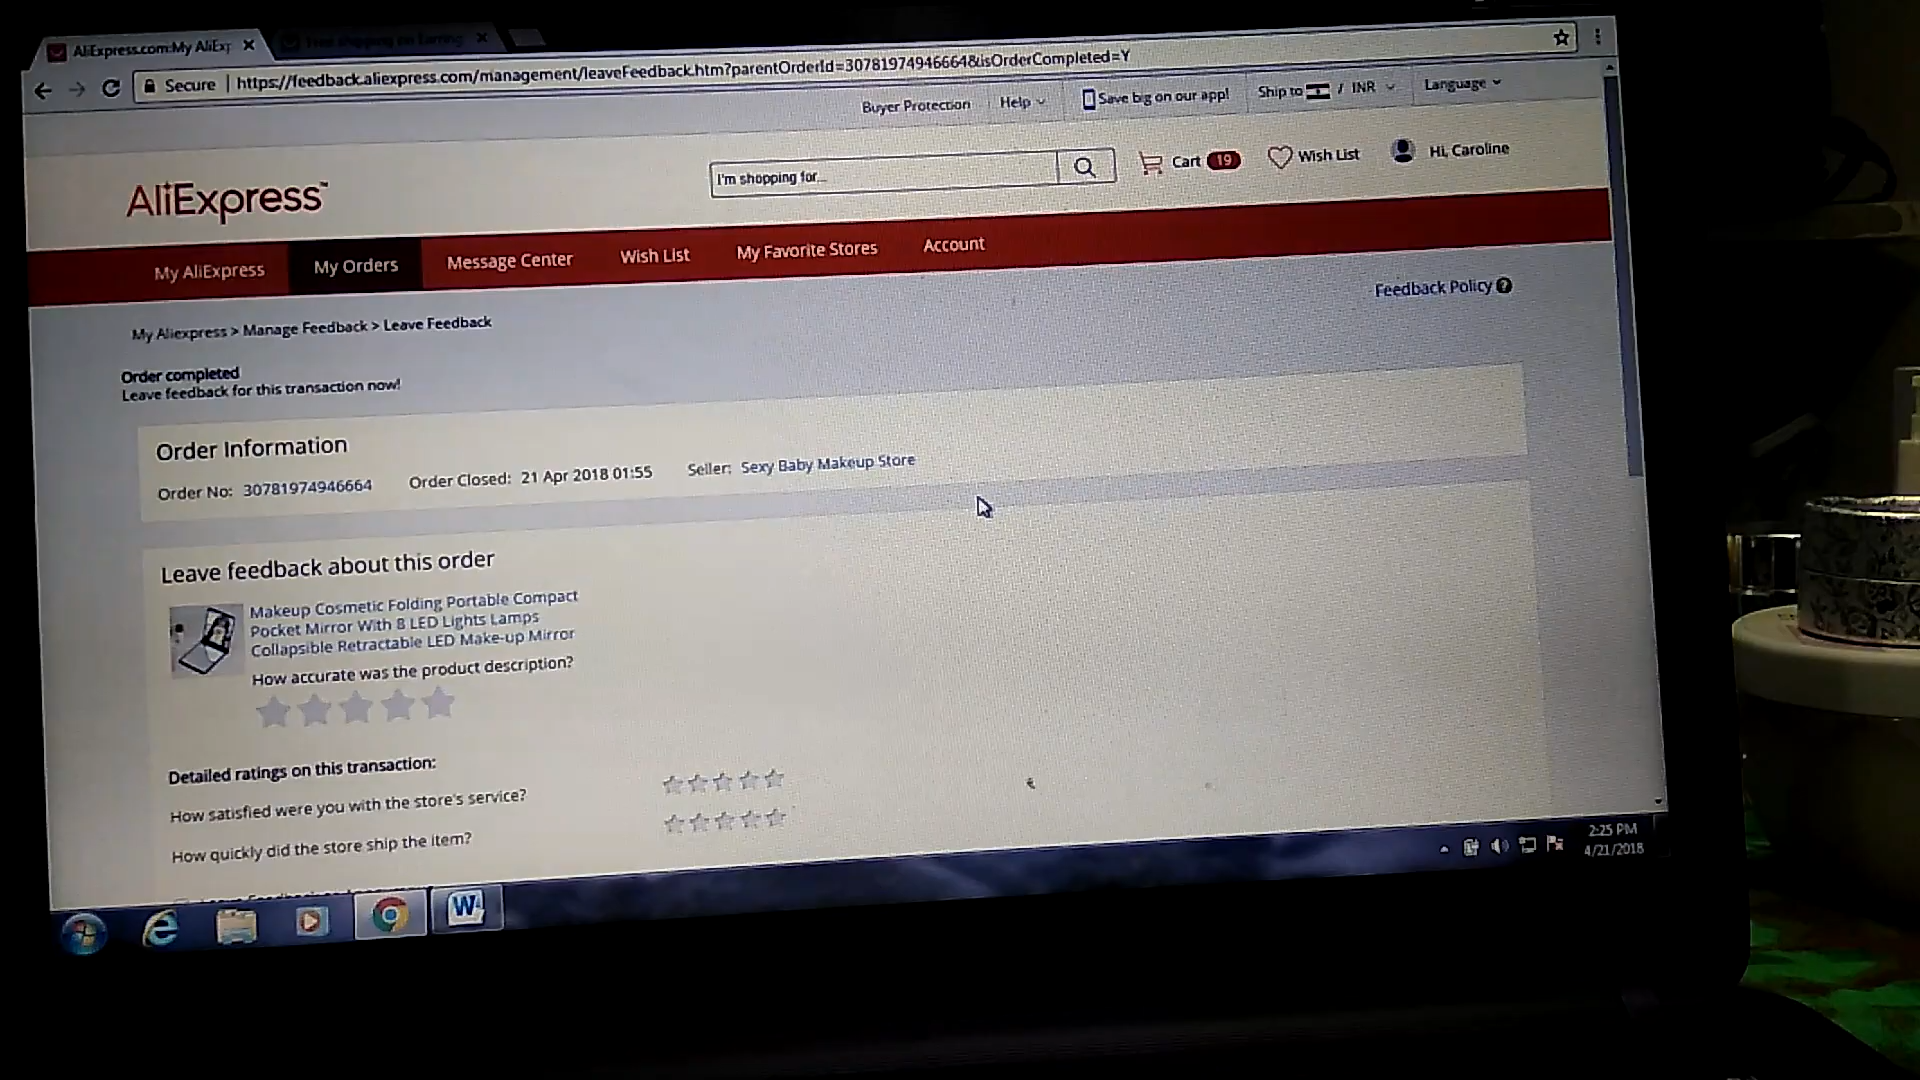 AliExpress.com:My AliExp
Free shipping on Earring
Secure | https://feedback.aliexpress.com/management/leaveFeedback.htm?parentOrderId=30781974946664&isOrderCompleted=Y
Buyer Protection Help Save big on our app! Ship to / INR Language
AliExpress™
I'm shopping for...
Cart 19 Wish List Hi, Caroline
My AliExpress My Orders Message Center Wish List My Favorite Stores Account
Feedback Policy ?
My Aliexpress > Manage Feedback > Leave Feedback
Order completed
Leave feedback for this transaction now!
Order Information
Order No: 30781974946664 Order Closed: 21 Apr 2018 01:55 Seller: Sexy Baby Makeup Store
Leave feedback about this order
Makeup Cosmetic Folding Portable Compact
Pocket Mirror With 8 LED Lights Lamps
Collapsible Retractable LED Make-up Mirror
How accurate was the product description?
Detailed ratings on this transaction:
How satisfied were you with the store's service?
How quickly did the store ship the item?
2:25 PM
4/21/2018